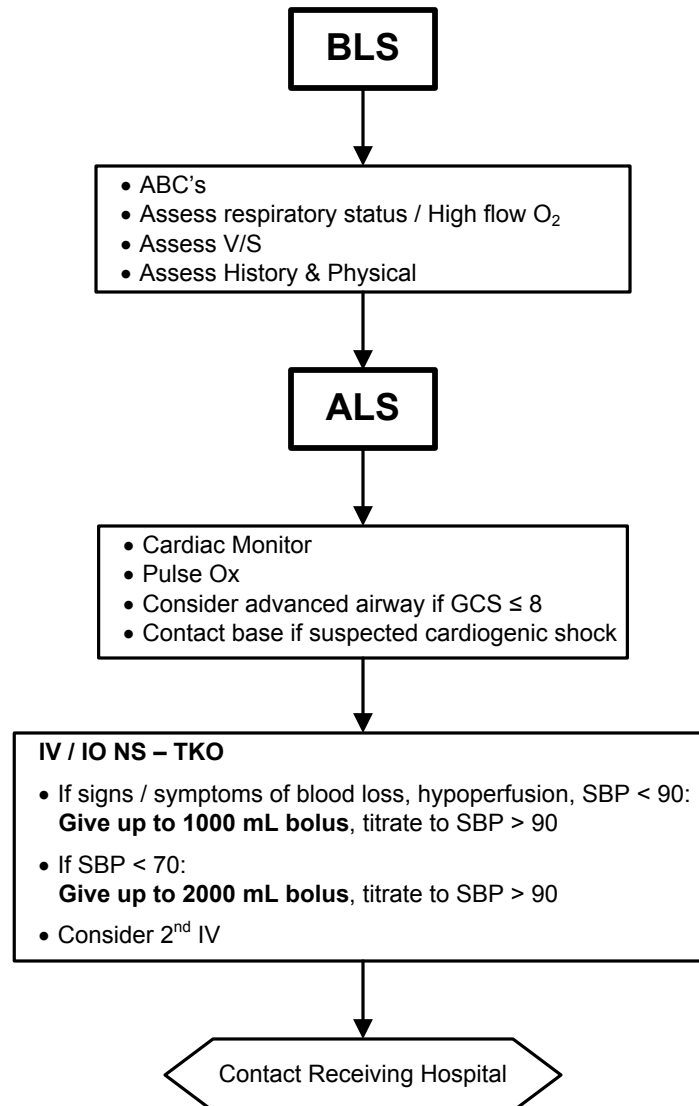 BLS
• ABC’s
• Assess respiratory status / High flow O₂
• Assess V/S
• Assess History & Physical
ALS
• Cardiac Monitor
• Pulse Ox
• Consider advanced airway if GCS ≤ 8
• Contact base if suspected cardiogenic shock
IV / IO NS – TKO
• If signs / symptoms of blood loss, hypoperfusion, SBP < 90:
Give up to 1000 mL bolus, titrate to SBP > 90
• If SBP < 70:
Give up to 2000 mL bolus, titrate to SBP > 90
• Consider 2nd IV
Contact Receiving Hospital